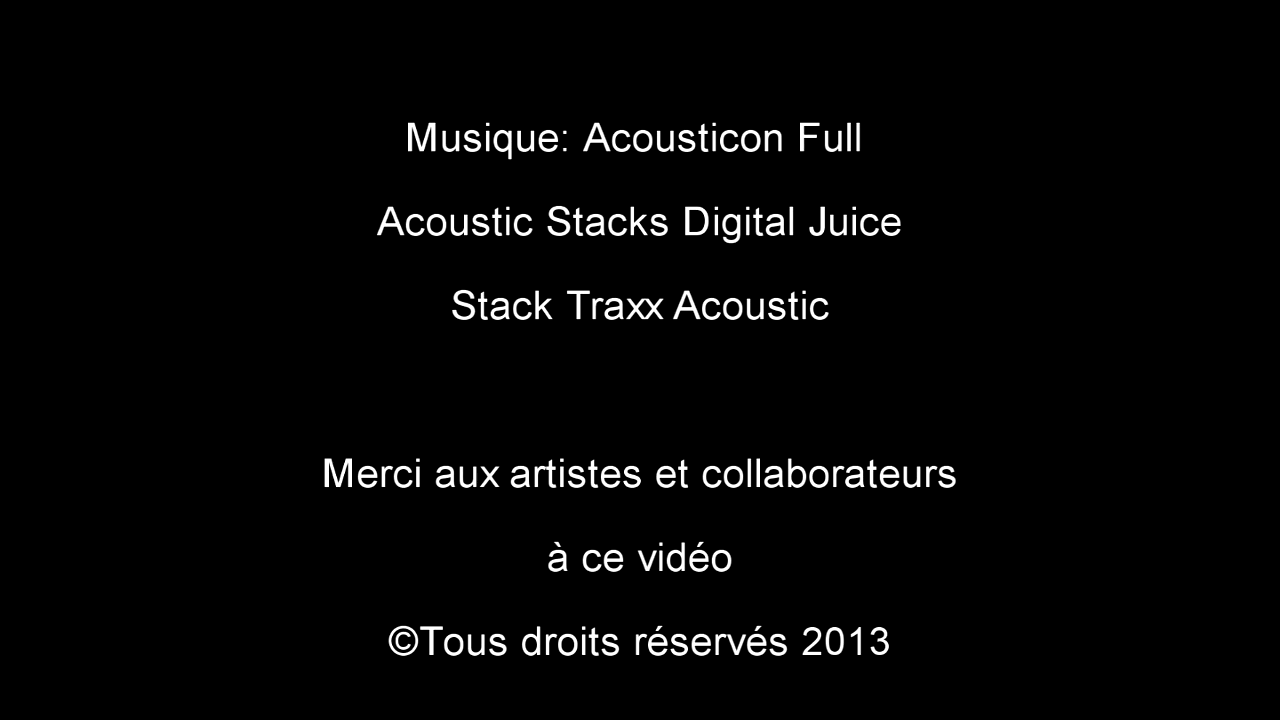 Musique: Acousticon Full
Acoustic Stacks Digital Juice
Stack Traxx Acoustic
Merci aux artistes et collaborateurs
à ce vidéo
©Tous droits réservés 2013